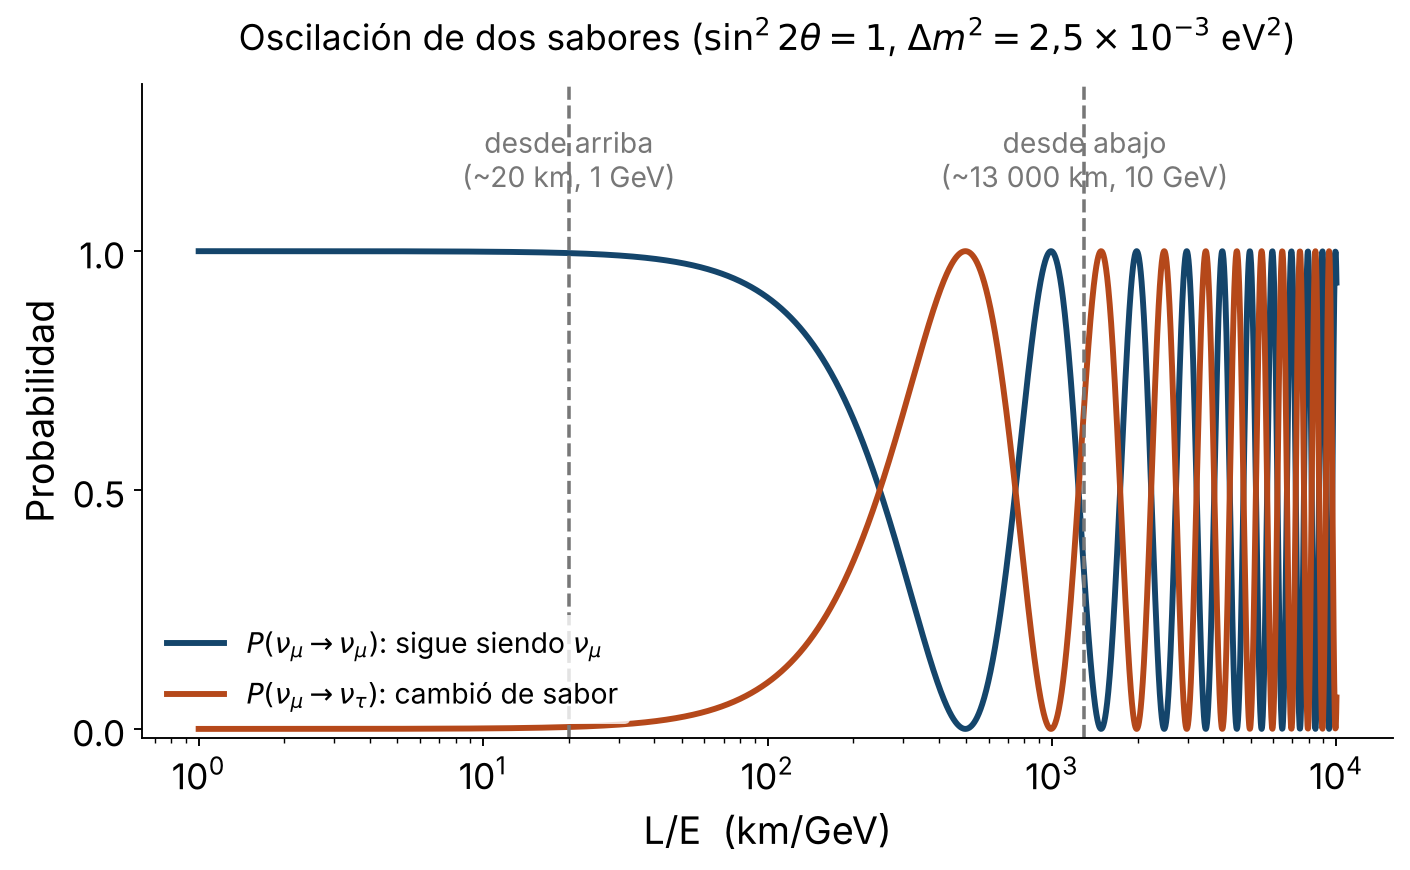 Oscilación de dos sabores (sin² 2θ = 1, Δm² = 2,5 × 10⁻³ eV²)
desde arriba
(~20 km, 1 GeV)
desde abajo
(~13 000 km, 10 GeV)
Probabilidad
1.0
0.5
0.0
P(νμ → νμ): sigue siendo νμ
P(νμ → ντ): cambió de sabor
10⁰ 10¹ 10² 10³ 10⁴
L/E (km/GeV)